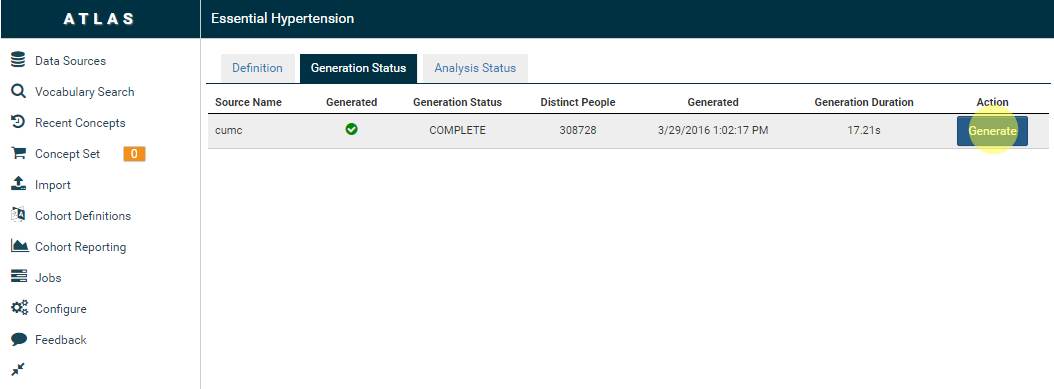 ATLAS
Essential Hypertension
Data Sources
Vocabulary Search
Recent Concepts
Concept Set 0
Import
Cohort Definitions
Cohort Reporting
Jobs
Configure
Feedback
Definition Generation Status Analysis Status
Source Name Generated Generation Status Distinct People Generated Generation Duration Action
cumc COMPLETE 308728 3/29/2016 1:02:17 PM 17.21s Generate